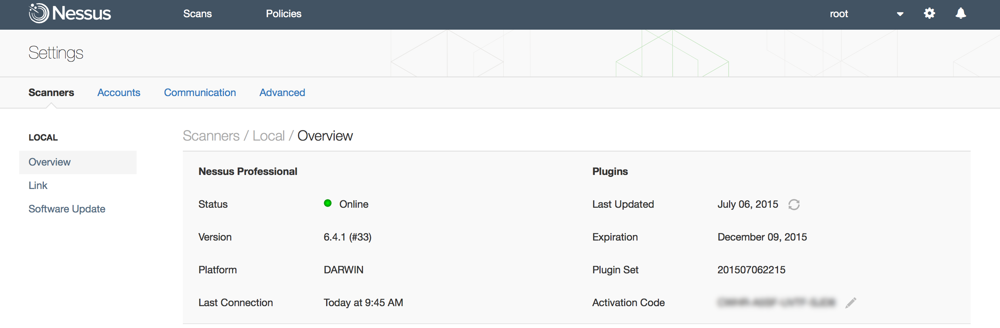 Nessus Scans Policies root
Settings
Scanners Accounts Communication Advanced
LOCAL
Overview
Link
Software Update
Scanners / Local / Overview
Nessus Professional
Status Online
Version 6.4.1 (#33)
Platform DARWIN
Last Connection Today at 9:45 AM
Plugins
Last Updated July 06, 2015
Expiration December 09, 2015
Plugin Set 201507062215
Activation Code